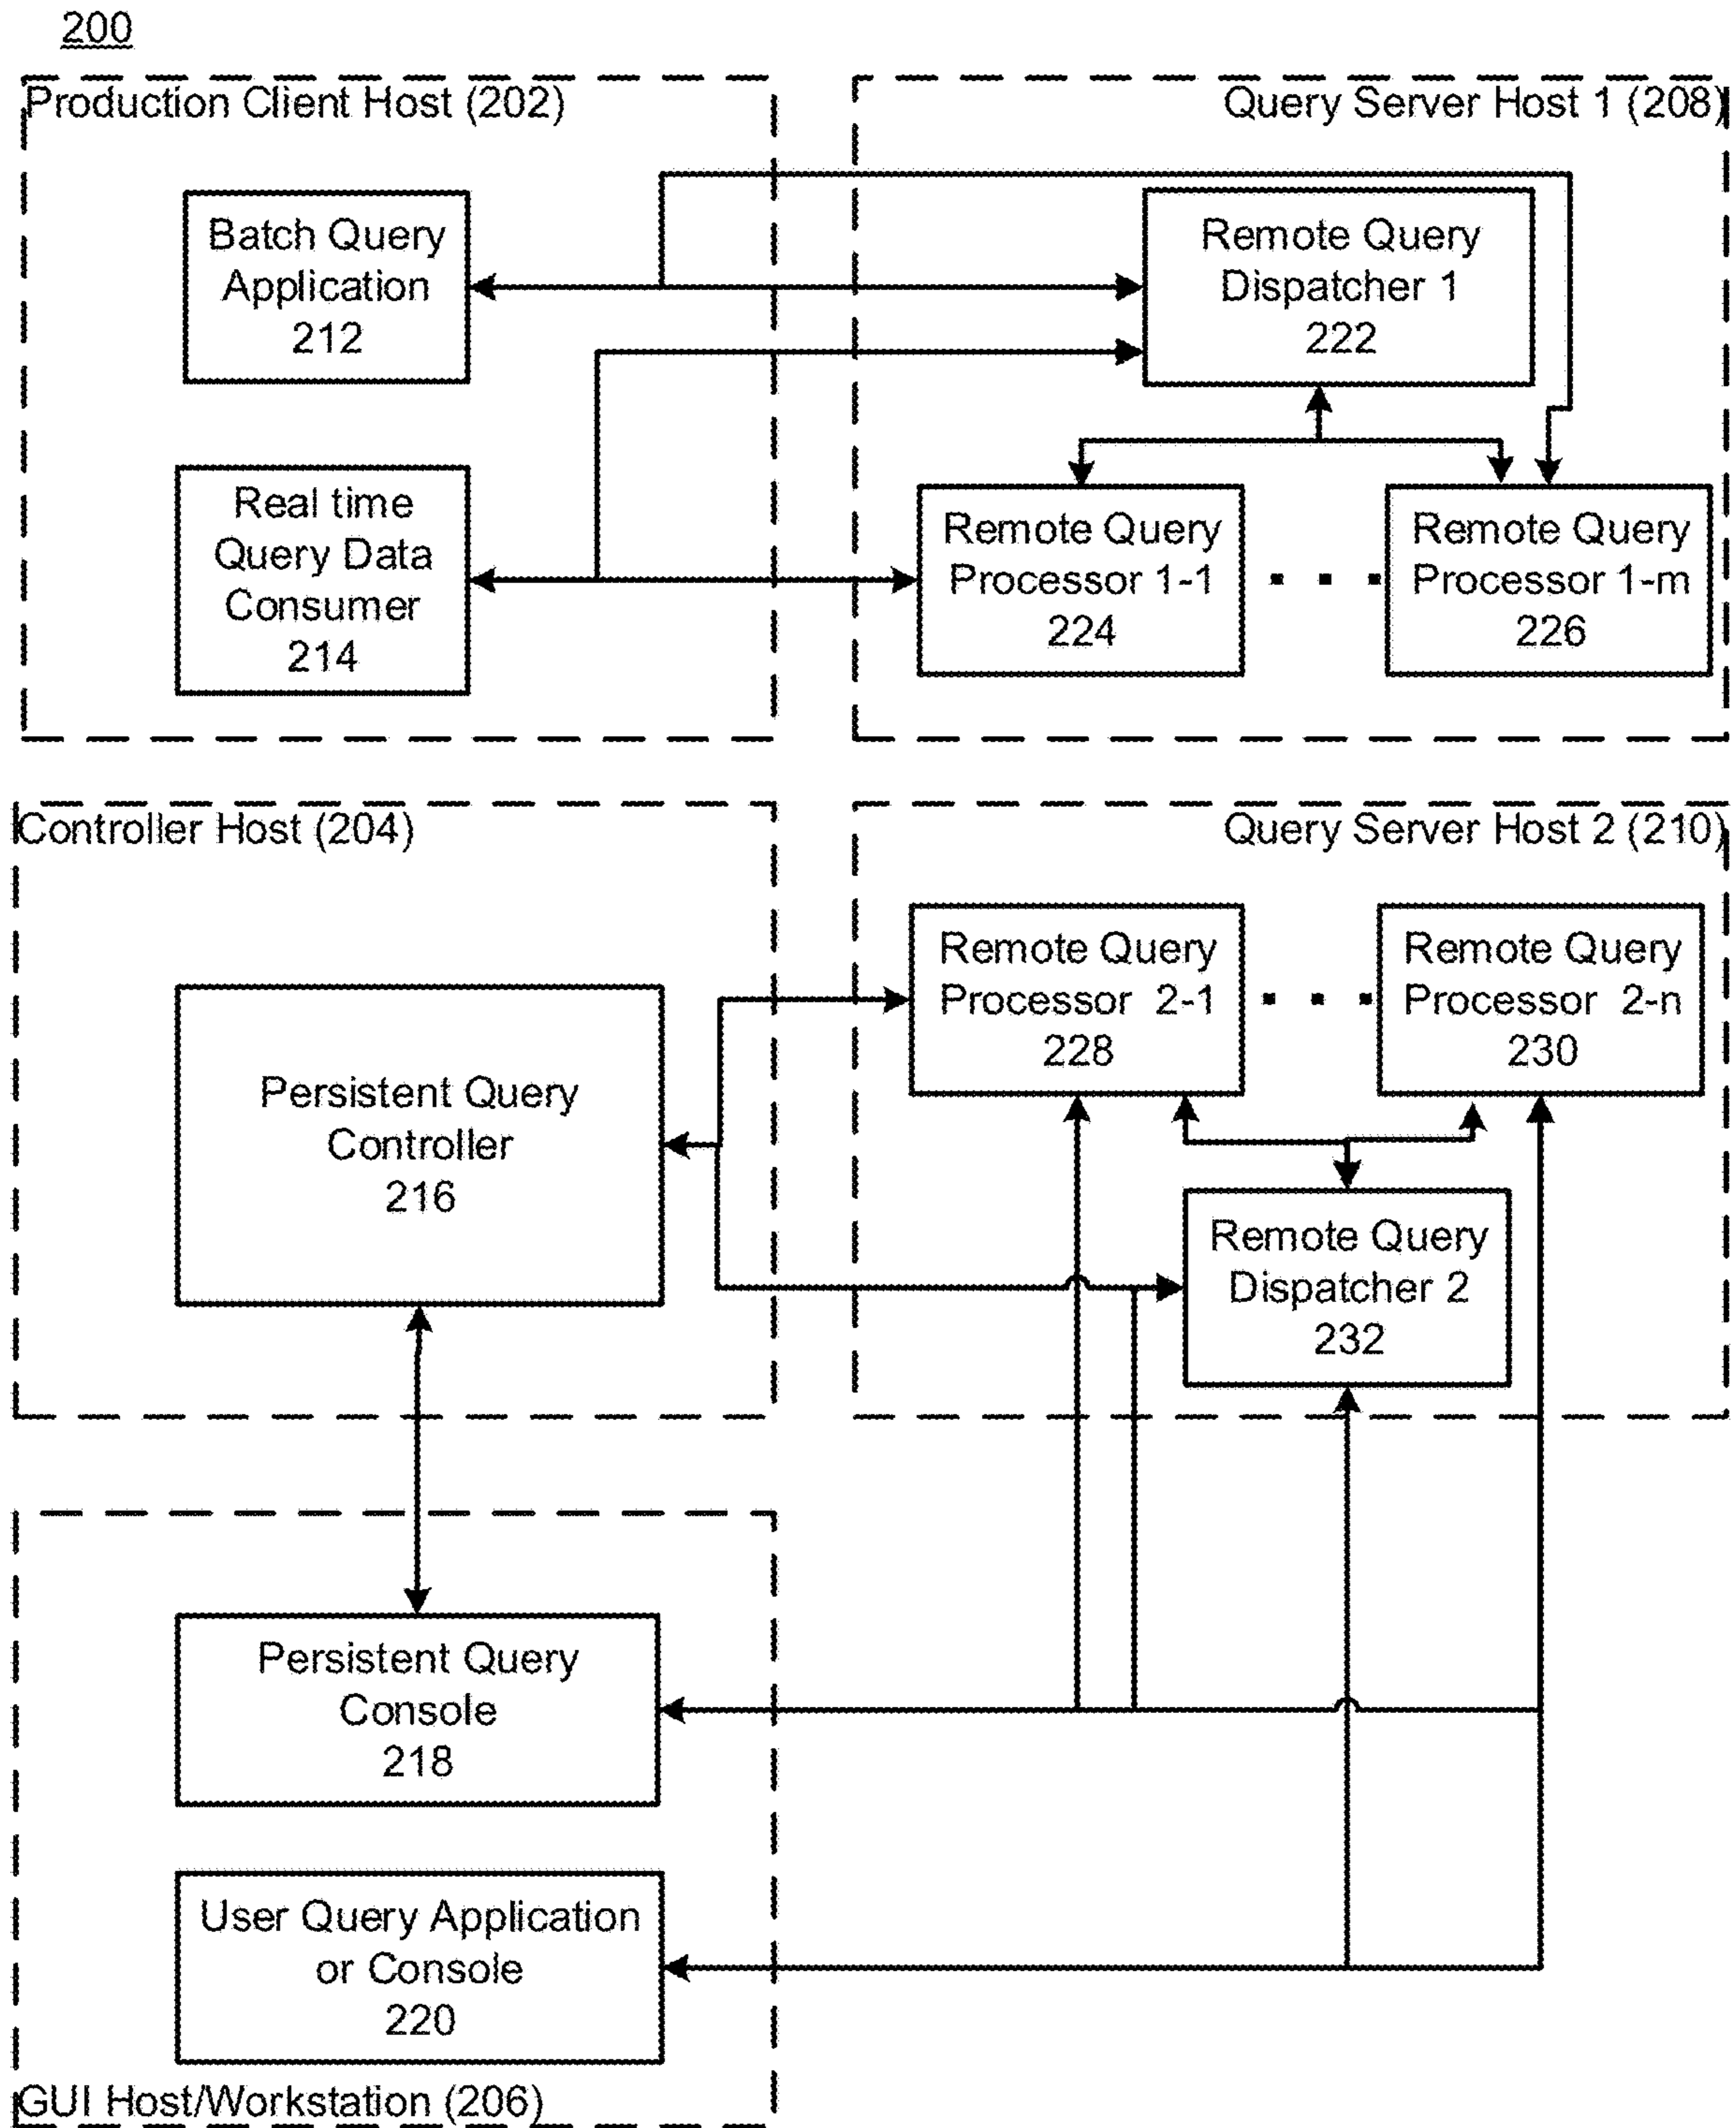 200
Production Client Host (202)
Query Server Host 1 (208)
Batch Query
Application
212
Remote Query
Dispatcher 1
222
Real time
Query Data
Consumer
214
Remote Query
Processor 1-1
224
Remote Query
Processor 1-m
226
Controller Host (204)
Query Server Host 2 (210)
Persistent Query
Controller
216
Remote Query
Processor 2-1
228
Remote Query
Processor 2-n
230
Remote Query
Dispatcher 2
232
Persistent Query
Console
218
User Query Application
or Console
220
GUI Host/Workstation (206)